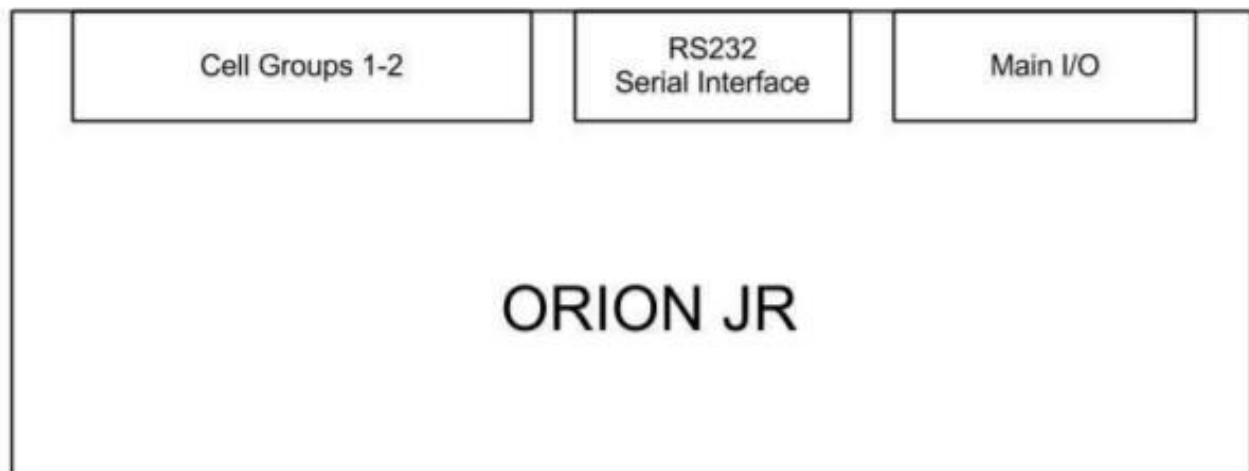 Cell Groups 1-2
RS232
Serial Interface
Main I/O
ORION JR